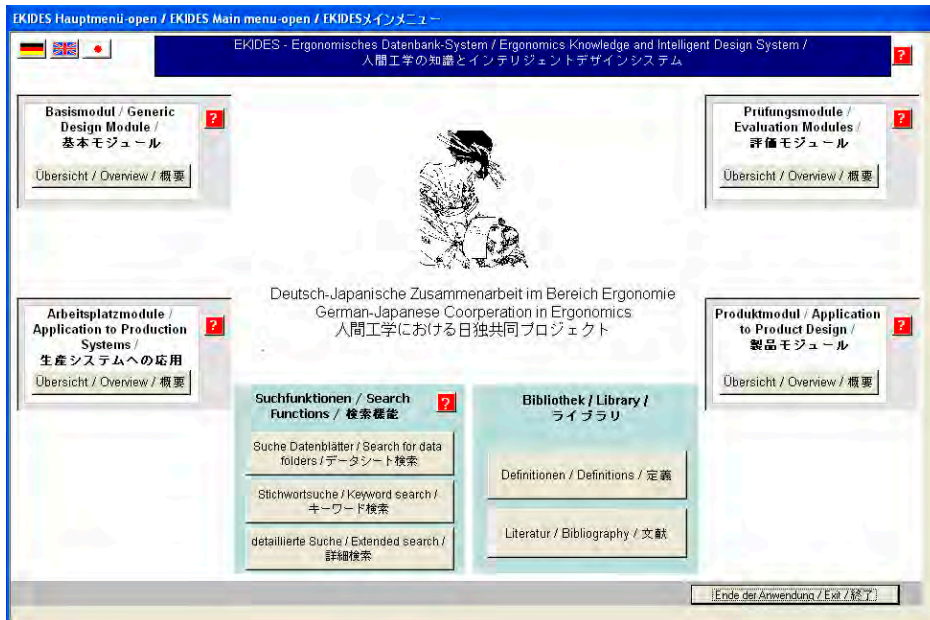 EKIDES Hauptmenü-open / EKIDES Main menu-open / EKIDESメインメニュー
EKIDES - Ergonomisches Datenbank-System / Ergonomics Knowledge and Intelligent Design System /
人間工学の知識とインテリジェントデザインシステム
?
Basismodul / Generic
Design Module /
基本モジュール
?
Übersicht / Overview / 概要
Prüfungsmodule /
Evaluation Modules /
評価モジュール
?
Übersicht / Overview / 概要
Deutsch-Japanische Zusammenarbeit im Bereich Ergonomie
German-Japanese Coorperation in Ergonomics
人間工学における日独共同プロジェクト
Arbeitsplatzmodule /
Application to Production
Systems /
生産システムへの応用
?
Übersicht / Overview / 概要
Produktmodul / Application
to Product Design /
製品モジュール
?
Übersicht / Overview / 概要
Suchfunktionen / Search
Functions / 検索機能
?
Suche Datenblätter / Search for data
folders / データシート検索
Stichwortsuche / Keyword search /
キーワード検索
detaillierte Suche / Extended search /
詳細検索
Bibliothek / Library /
ライブラリ
Definitionen / Definitions / 定義
Literatur / Bibliography / 文献
Ende der Anwendung / Exit / 終了